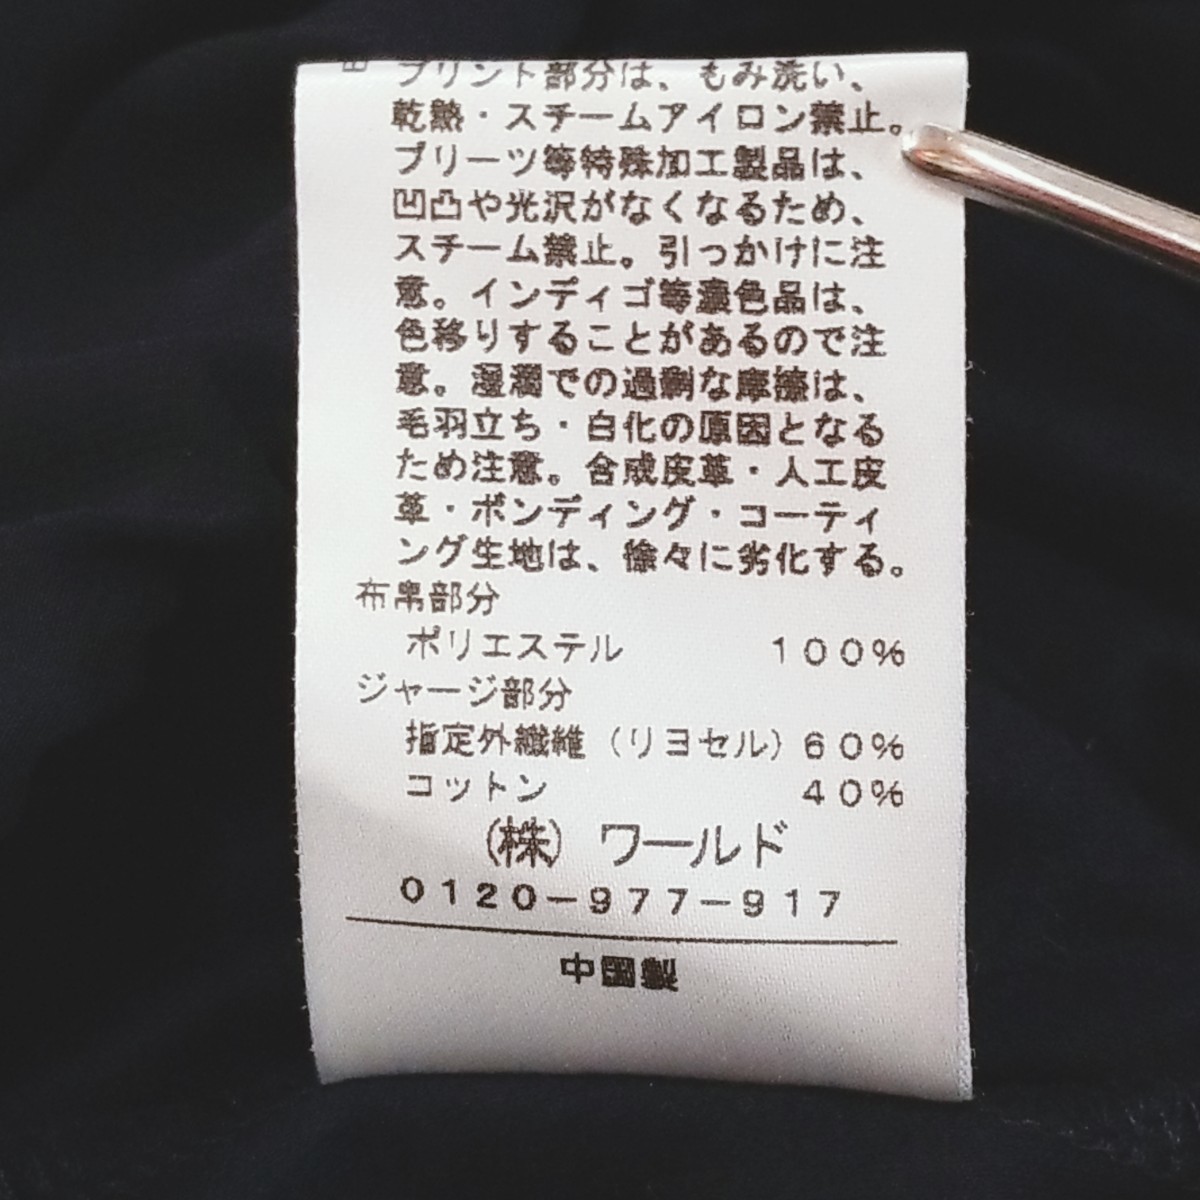 プリント部分は、もみ洗い、
乾熱・スチームアイロン禁止。
プリーツ等特殊加工製品は、
凹凸や光沢がなくなるため、
スチーム禁止。引っかけに注
意。インディゴ等濃色品は、
色移りすることがあるので注
意。湿潤での過剰な摩擦は、
毛羽立ち・白化の原因となる
ため注意。合成皮革・人工皮
革・ボンディング・コーティ
ング生地は、徐々に劣化する。
布帛部分
ポリエステル 100%
ジャージ部分
指定外繊維（リヨセル）60%
コットン 40%
（株）ワールド
0120-977-917
中国製